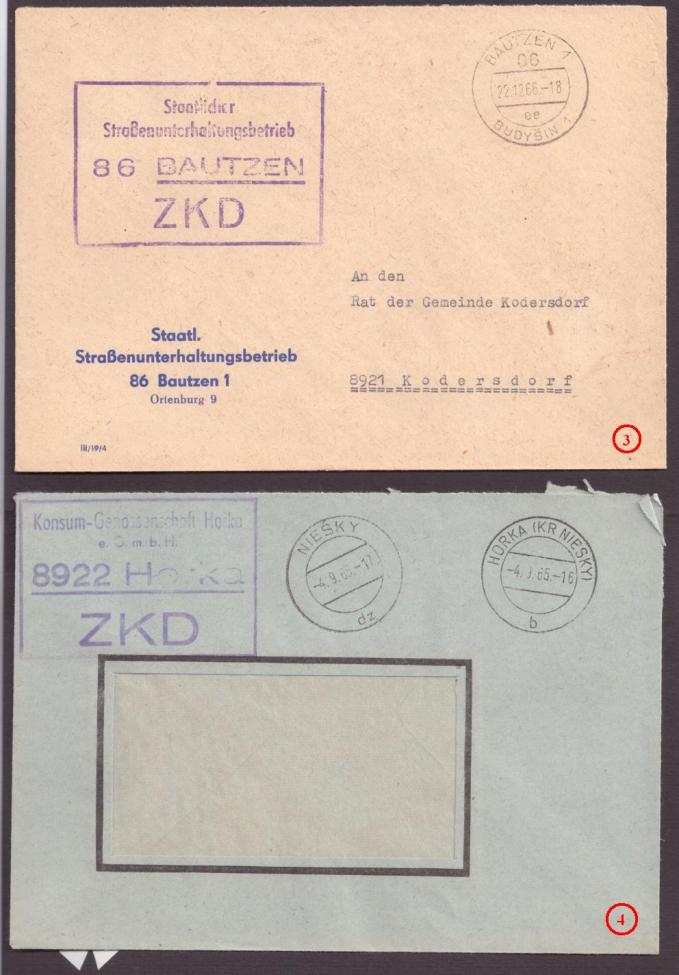 Staatlicher
Straßenunterhaltungsbetrieb
86 BAUTZEN
ZKD
BAUTZEN 1
22.12.66.-18
BUDYŠIN 1
An den
Rat der Gemeinde Kodersdorf
8921 Kodersdorf
Staatl.
Straßenunterhaltungsbetrieb
86 Bautzen 1
Ortenburg 9
III/19/4
3
Konsum-Genossenschaft Horka
e. G. m. b. H.
8922 Horka
ZKD
NIESKY
-4.9.65.-17
dz
HORKA (KR NIESKY)
-4.9.65.-16
b
4